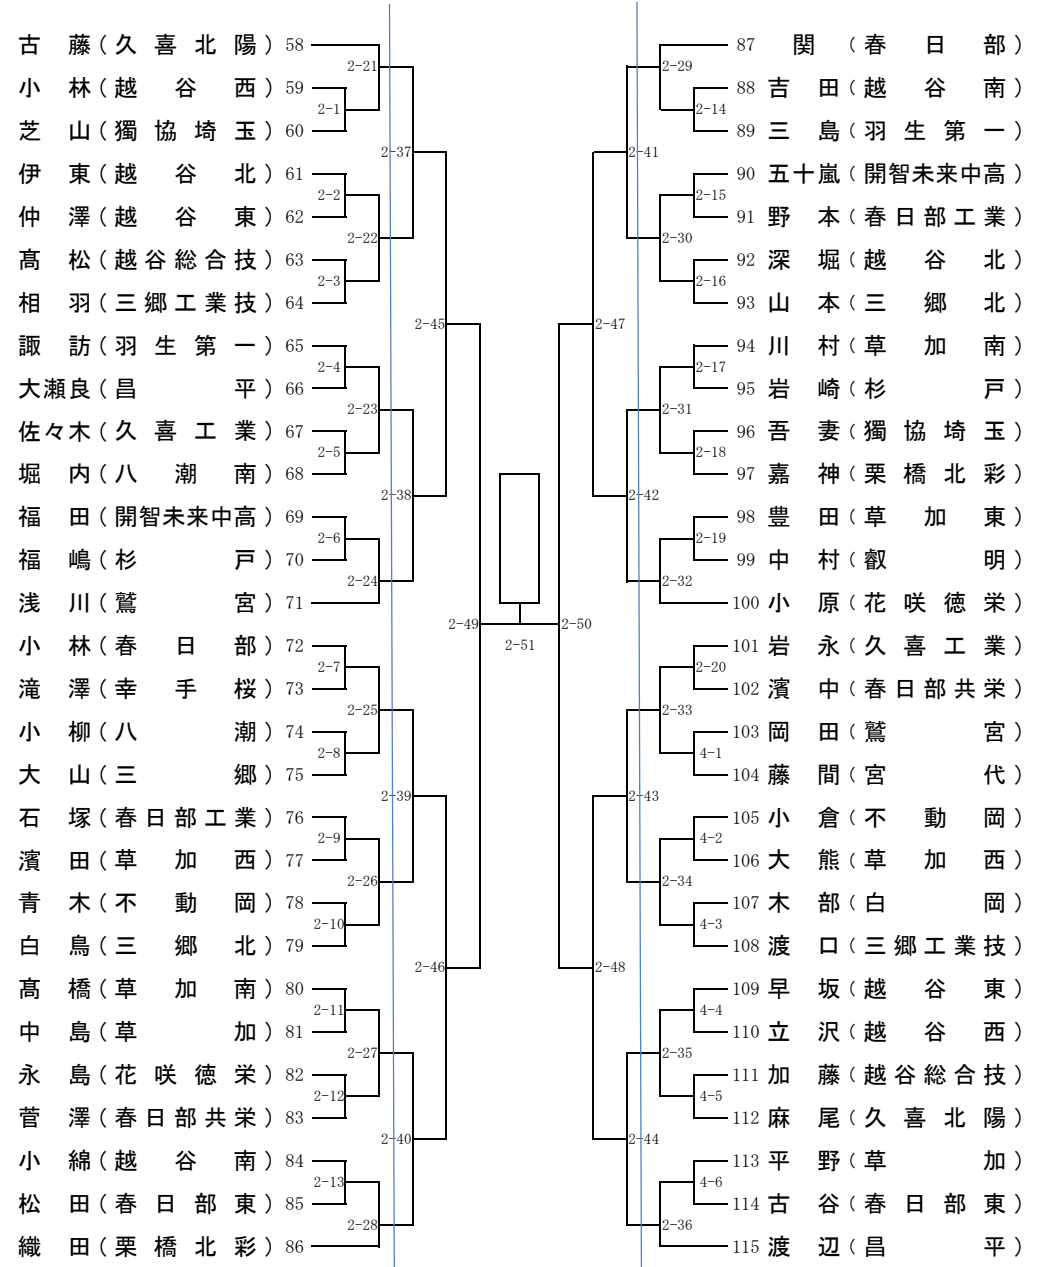 古藤(久喜北陽) 58
2-21
小林(越谷西) 59
2-1
芝山(獨協埼玉) 60
2-37
伊東(越谷北) 61
2-2
仲澤(越谷東) 62
2-22
髙松(越谷総合技) 63
2-3
相羽(三郷工業技) 64
2-45
諏訪(羽生第一) 65
2-4
大瀬良(昌平) 66
2-23
佐々木(久喜工業) 67
2-5
堀内(八潮南) 68
2-38
福田(開智未来中高) 69
2-6
福嶋(杉戸) 70
2-24
浅川(鷲宮) 71
2-49
小林(春日部) 72
2-7
滝澤(幸手桜) 73
2-25
小柳(八潮) 74
2-8
大山(三郷) 75
2-39
石塚(春日部工業) 76
2-9
濱田(草加西) 77
2-26
青木(不動岡) 78
2-10
白鳥(三郷北) 79
2-46
髙橋(草加南) 80
2-11
中島(草加) 81
2-27
永島(花咲徳栄) 82
2-12
菅澤(春日部共栄) 83
2-40
小綿(越谷南) 84
2-13
松田(春日部東) 85
2-28
織田(栗橋北彩) 86
2-51
87 関(春日部)
2-29
88 吉田(越谷南)
2-14
89 三島(羽生第一)
2-41
90 五十嵐(開智未来中高)
2-15
91 野本(春日部工業)
2-30
92 深堀(越谷北)
2-16
93 山本(三郷北)
2-47
94 川村(草加南)
2-17
95 岩崎(杉戸)
2-31
96 吾妻(獨協埼玉)
2-18
97 嘉神(栗橋北彩)
2-42
98 豊田(草加東)
2-19
99 中村(叡明)
2-32
100 小原(花咲徳栄)
2-50
101 岩永(久喜工業)
2-20
102 濱中(春日部共栄)
2-33
103 岡田(鷲宮)
4-1
104 藤間(宮代)
2-43
105 小倉(不動岡)
4-2
106 大熊(草加西)
2-34
107 木部(白岡)
4-3
108 渡口(三郷工業技)
2-48
109 早坂(越谷東)
4-4
110 立沢(越谷西)
2-35
111 加藤(越谷総合技)
4-5
112 麻尾(久喜北陽)
2-44
113 平野(草加)
4-6
114 古谷(春日部東)
2-36
115 渡辺(昌平)